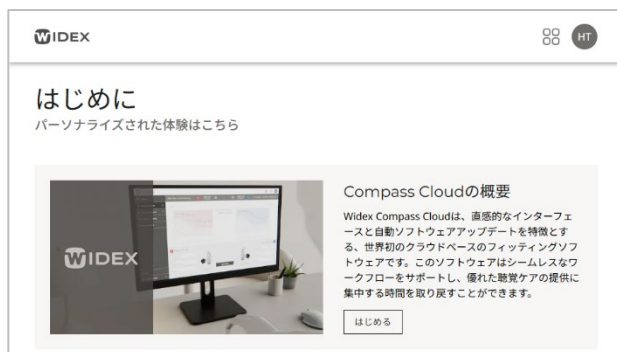 WIDEX
HT
はじめに
パーソナライズされた体験はこちら
WIDEX
Compass Cloudの概要
Widex Compass Cloudは、直感的なインターフェ
ースと自動ソフトウェアアップデートを特徴とす
る、世界初のクラウドベースのフィッティングソフ
トウェアです。このソフトウェアはシームレスなワ
ークフローをサポートし、優れた聴覚ケアの提供に
集中する時間を取り戻すことができます。
はじめる